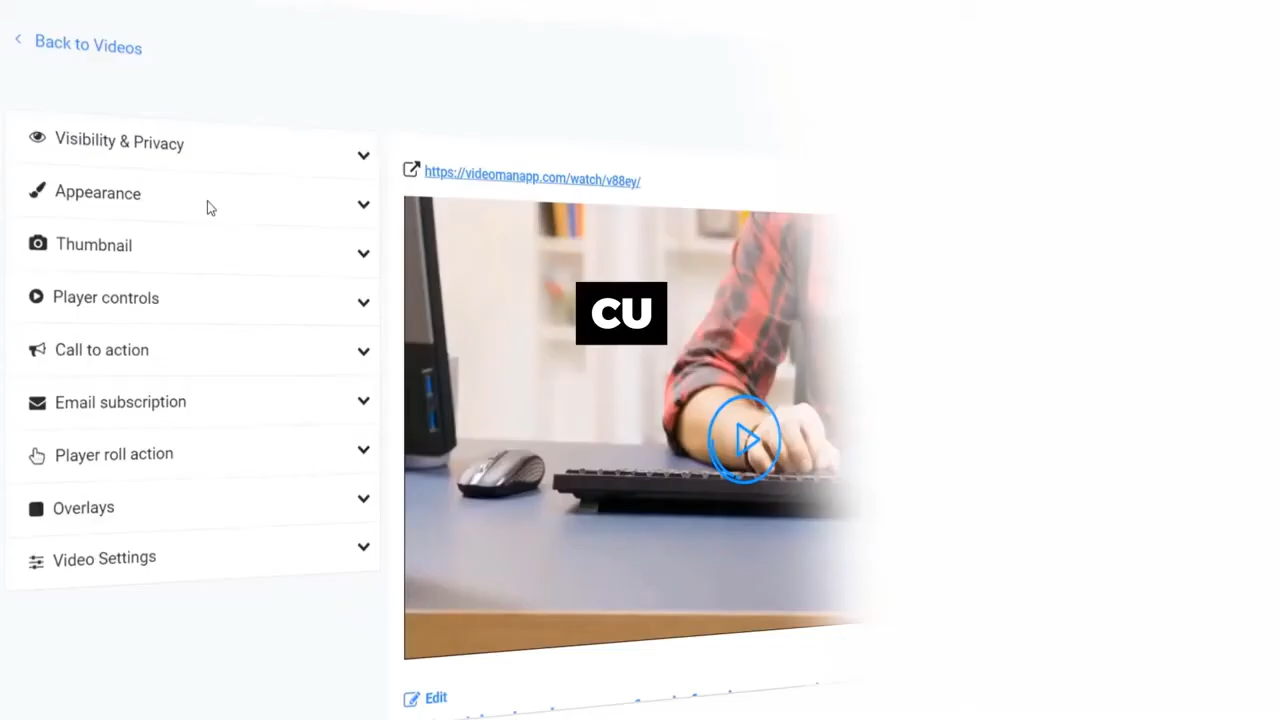 Back to Videos
Visibility & Privacy
Appearance
Thumbnail
Player controls
Call to action
Email subscription
Player roll action
Overlays
Video Settings
https://videomanapp.com/watch/v88ey/
CU
Edit